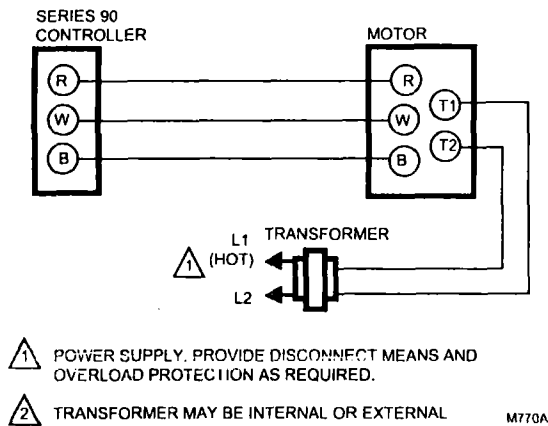 SERIES 90
CONTROLLER
MOTOR
R
R
W
W
B
B
T1
T2
TRANSFORMER
L1
(HOT)
1
L2
1 POWER SUPPLY. PROVIDE DISCONNECT MEANS AND
OVERLOAD PROTECTION AS REQUIRED.
2 TRANSFORMER MAY BE INTERNAL OR EXTERNAL
M770A